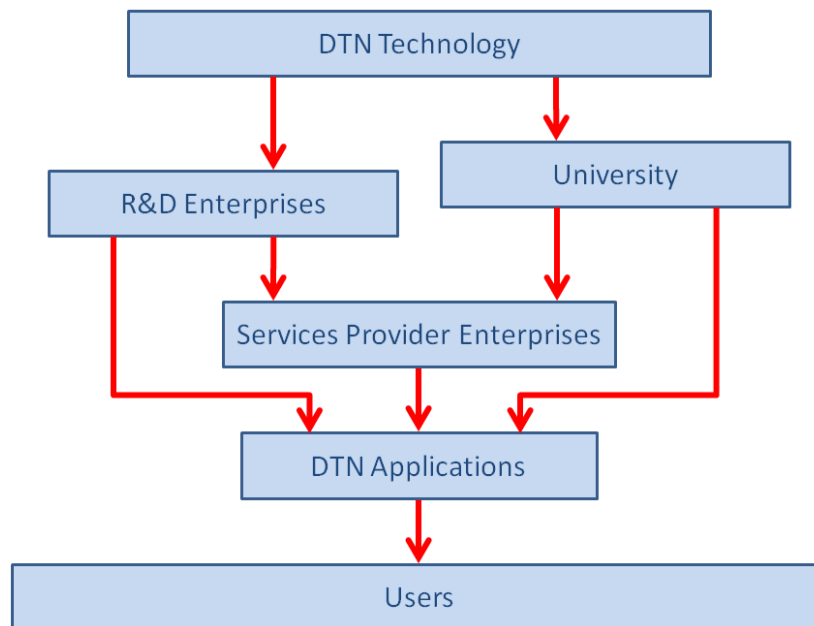 DTN Technology
University
R&D Enterprises
Services Provider Enterprises
DTN Applications
Users